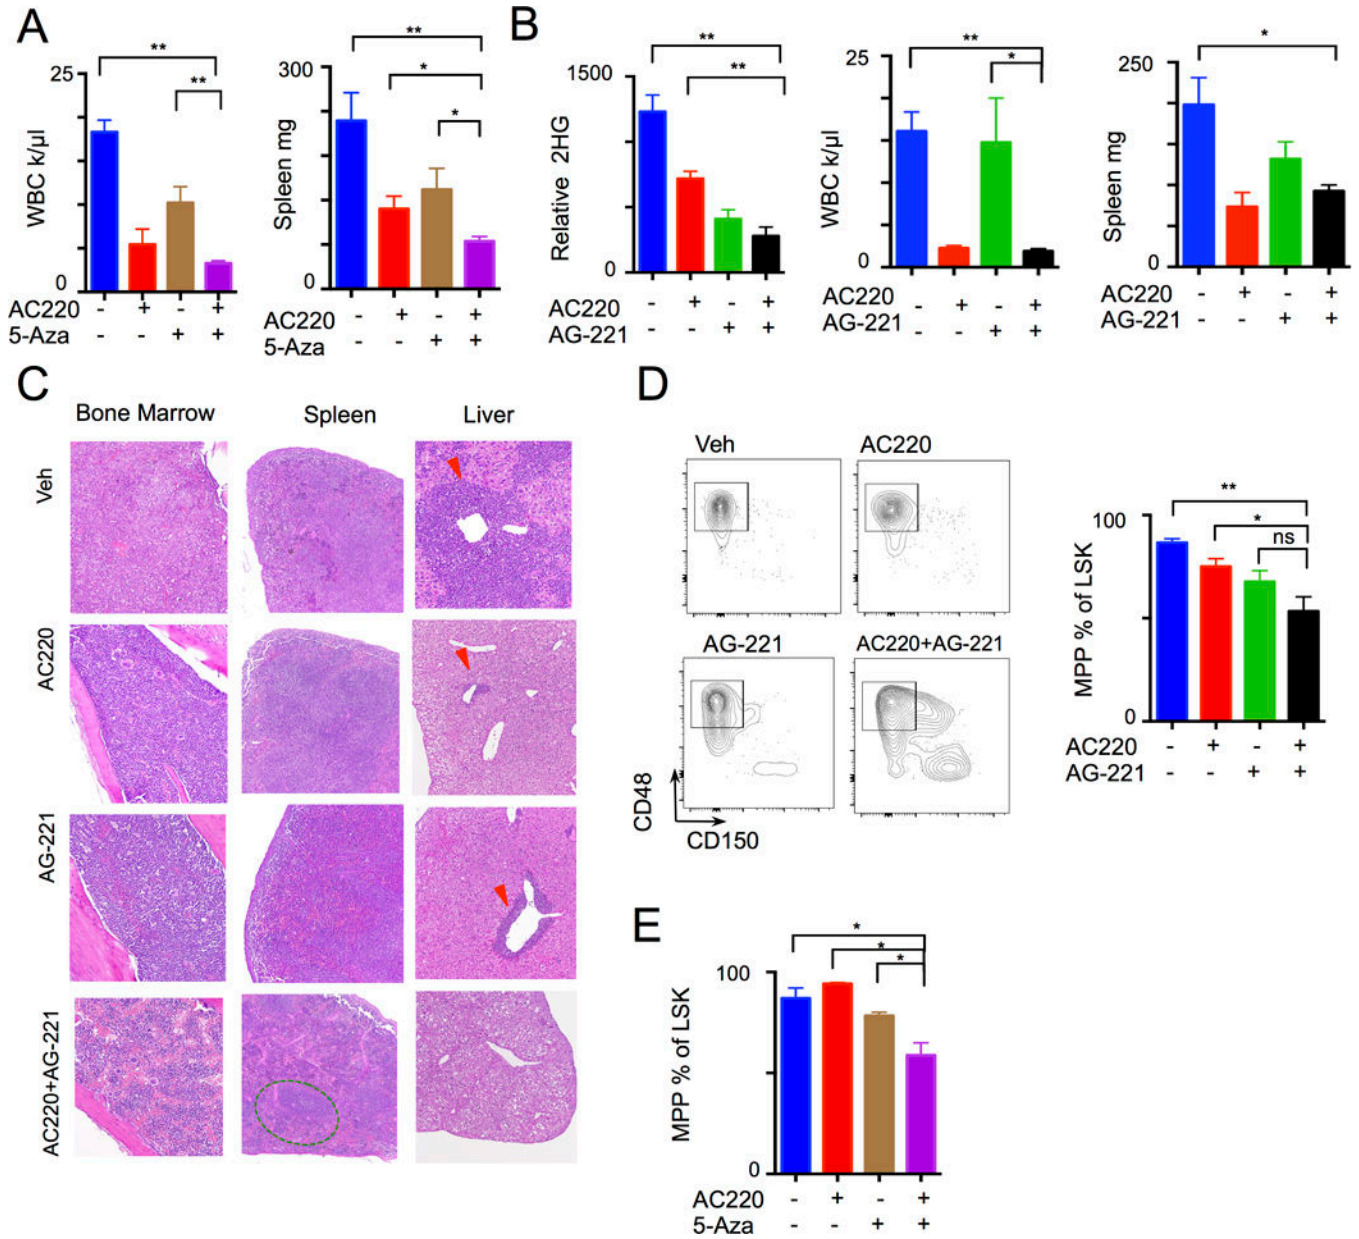 A
**
**
25
WBC k/µl
0
AC220 - + - +
5-Aza - - + +
**
*
*
300
Spleen mg
0
AC220 - + - +
5-Aza - - + +
B
**
**
1500
Relative 2HG
0
AC220 - + - +
AG-221 - - + +
**
*
25
WBC k/µl
0
AC220 - + - +
AG-221 - - + +
*
250
Spleen mg
0
AC220 - + - +
AG-221 - - + +
C
Bone Marrow Spleen Liver
Veh
AC220
AG-221
AC220+AG-221
D
Veh AC220
AG-221 AC220+AG-221
CD48
CD150
**
*
ns
100
MPP % of LSK
0
AC220 - + - +
AG-221 - - + +
E
*
*
*
100
MPP % of LSK
0
AC220 - + - +
5-Aza - - + +